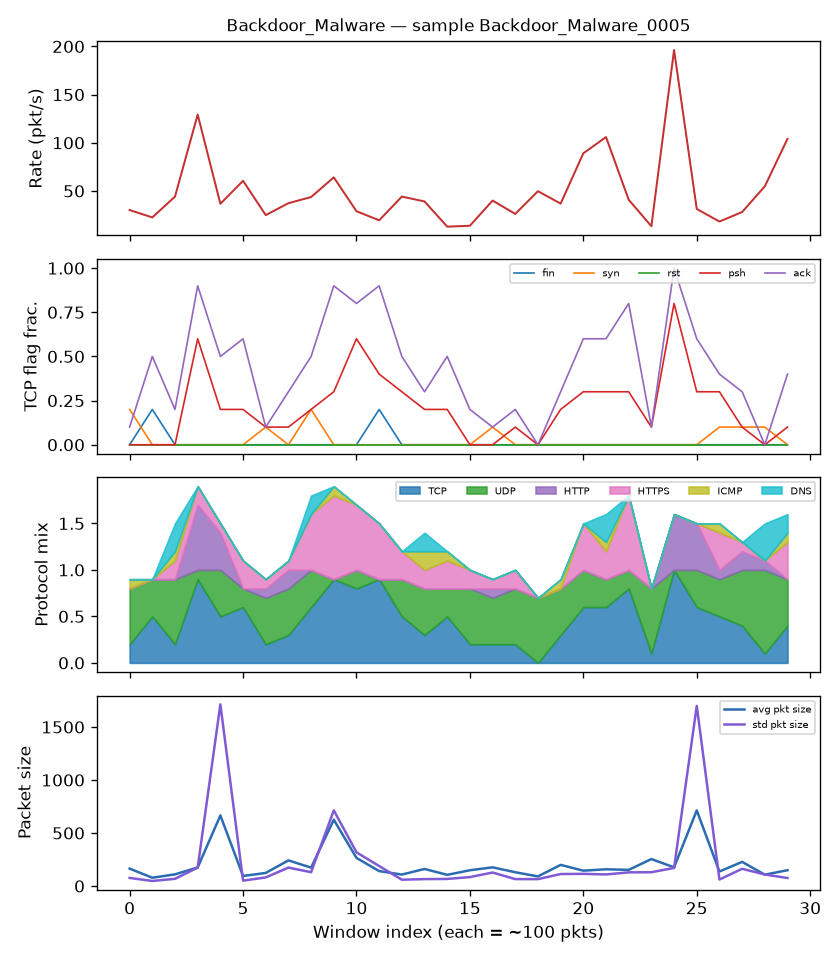 Backdoor_Malware — sample Backdoor_Malware_0005
Rate (pkt/s)
200
150
100
50
TCP flag frac.
1.00
0.75
0.50
0.25
0.00
fin syn rst psh ack
Protocol mix
1.5
1.0
0.5
0.0
TCP UDP HTTP HTTPS ICMP DNS
Packet size
1500
1000
500
0
avg pkt size
std pkt size
0 5 10 15 20 25 30
Window index (each = ~100 pkts)